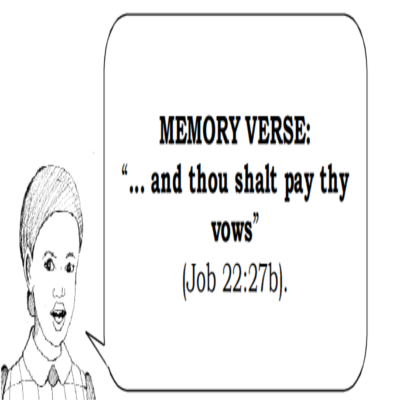 MEMORY VERSE:
“... and thou shalt pay thy
vows”
(Job 22:27b).